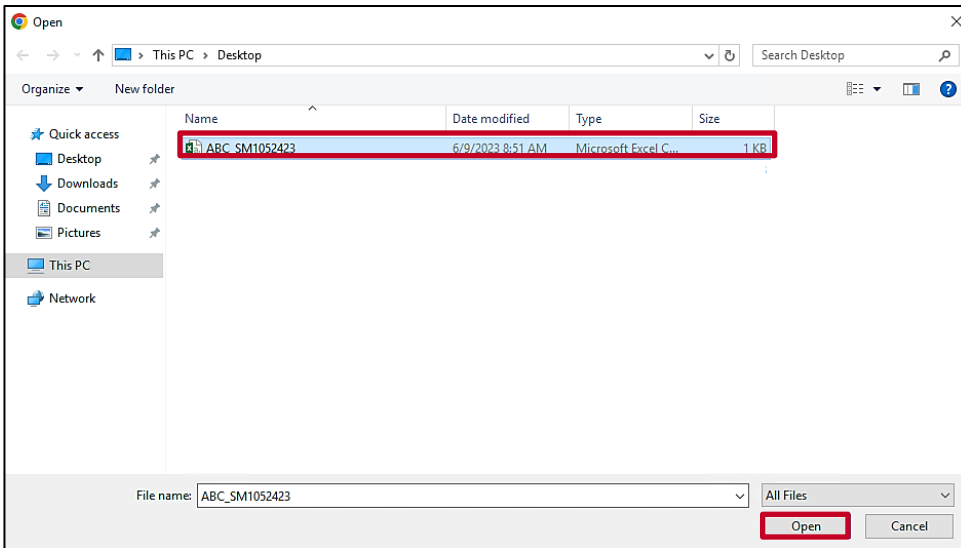 Open
This PC > Desktop
Search Desktop
Organize
New folder
?
Name
Date modified
Type
Size
Quick access
ABC_SM1052423
6/9/2023 8:51 AM
Microsoft Excel C...
1 KB
Desktop
Downloads
Documents
Pictures
This PC
Network
File name:
ABC_SM1052423
All Files
Open
Cancel